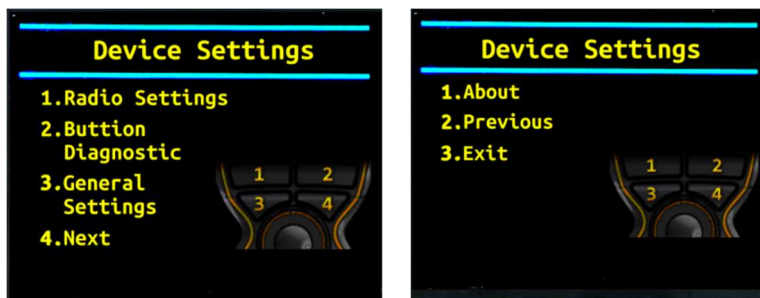 Device Settings
1.Radio Settings
2.Buttion
Diagnostic
3.General
Settings
4.Next
1 2
3 4
Device Settings
1.About
2.Previous
3.Exit
1 2
3 4